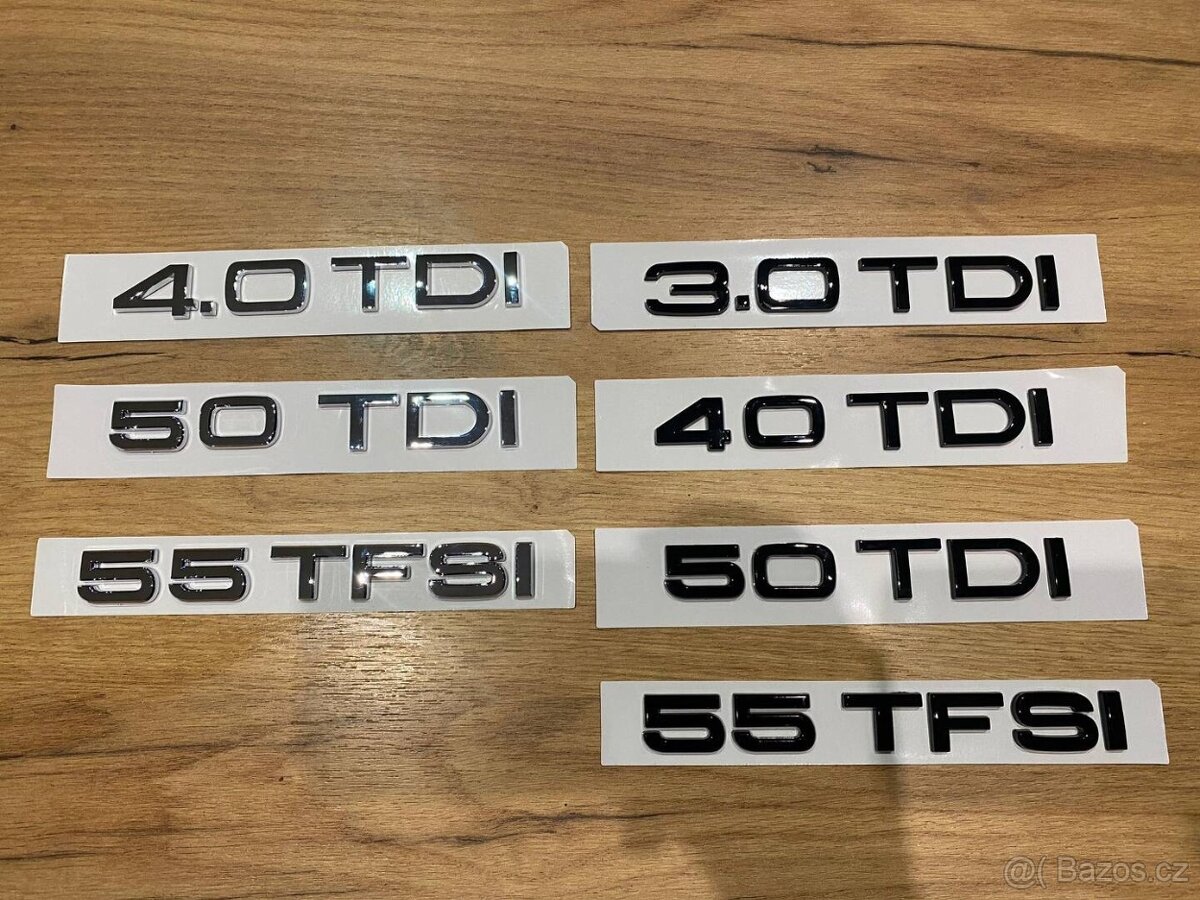 4.0 TDI
3.0 TDI
50 TDI
40 TDI
55 TFSI
50 TDI
55 TFSI
@( Bazos.cz